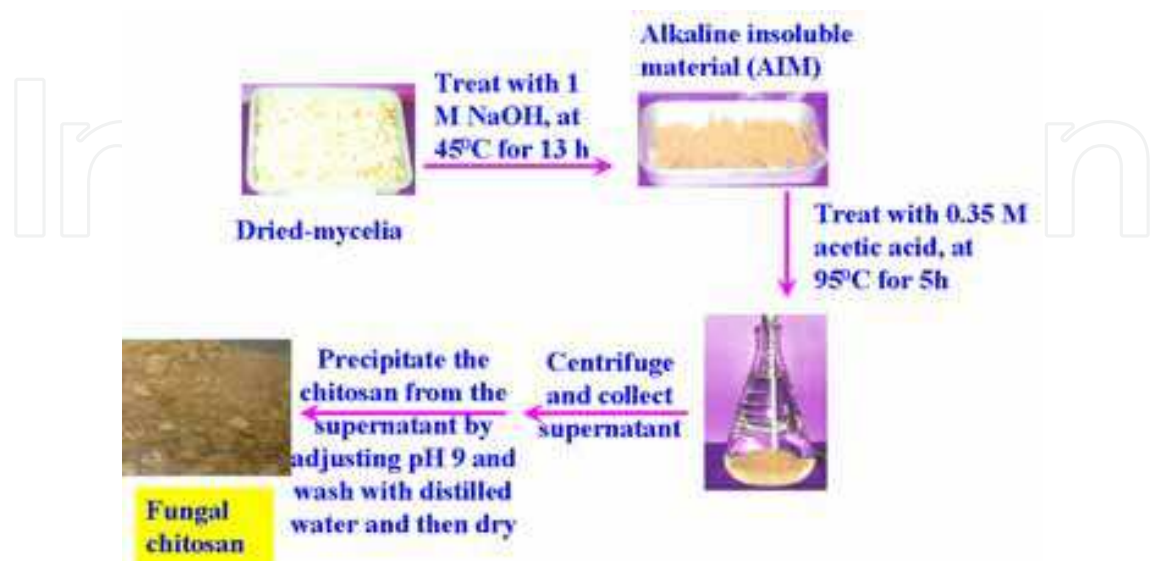 Alkaline insoluble
material (AIM)
Treat with 1
M NaOH, at
45⁰C for 13 h
Dried-mycelia
Treat with 0.35 M
acetic acid, at
95⁰C for 5h
Centrifuge
and collect
supernatant
Precipitate the
chitosan from the
supernatant by
adjusting pH 9 and
wash with distilled
water and then dry
Fungal
chitosan